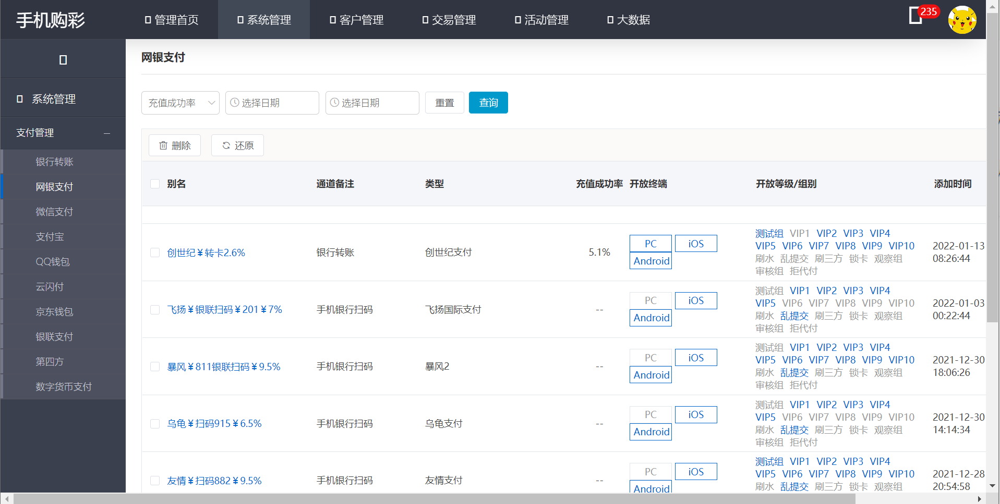 手机购彩
管理首页
系统管理
客户管理
交易管理
活动管理
大数据
235
系统管理
支付管理
银行转账
网银支付
微信支付
支付宝
QQ钱包
云闪付
京东钱包
银联支付
第四方
数字货币支付
网银支付
充值成功率 选择日期 选择日期 重置 查询
删除 还原
别名 通道备注 类型 充值成功率 开放终端 开放等级/组别 添加时间
创世纪¥转卡2.6% 银行转账 创世纪支付 5.1%
PC iOS
Android
测试组 VIP1 VIP2 VIP3 VIP4
VIP5 VIP6 VIP7 VIP8 VIP9 VIP10
刷水 乱提交 刷三方 锁卡 观察组
审核组 拒代付
2022-01-13
08:26:44
飞扬¥银联扫码¥201¥7% 手机银行扫码 飞扬国际支付 --
PC iOS
Android
测试组 VIP1 VIP2 VIP3 VIP4
VIP5 VIP6 VIP7 VIP8 VIP9 VIP10
刷水 乱提交 刷三方 锁卡 观察组
审核组 拒代付
2022-01-03
00:22:44
暴风¥811银联扫码¥9.5% 手机银行扫码 暴风2 --
PC iOS
Android
测试组 VIP1 VIP2 VIP3 VIP4
VIP5 VIP6 VIP7 VIP8 VIP9 VIP10
刷水 乱提交 刷三方 锁卡 观察组
审核组 拒代付
2021-12-30
18:06:26
乌龟¥扫码915¥6.5% 手机银行扫码 乌龟支付 --
PC iOS
Android
测试组 VIP1 VIP2 VIP3 VIP4
VIP5 VIP6 VIP7 VIP8 VIP9 VIP10
刷水 乱提交 刷三方 锁卡 观察组
审核组 拒代付
2021-12-30
14:14:34
友情¥扫码882¥9.5% 手机银行扫码 友情支付 --
PC iOS
Android
测试组 VIP1 VIP2 VIP3 VIP4
VIP5 VIP6 VIP7 VIP8 VIP9 VIP10
刷水 乱提交 刷三方 锁卡 观察组
2021-12-28
20:54:58